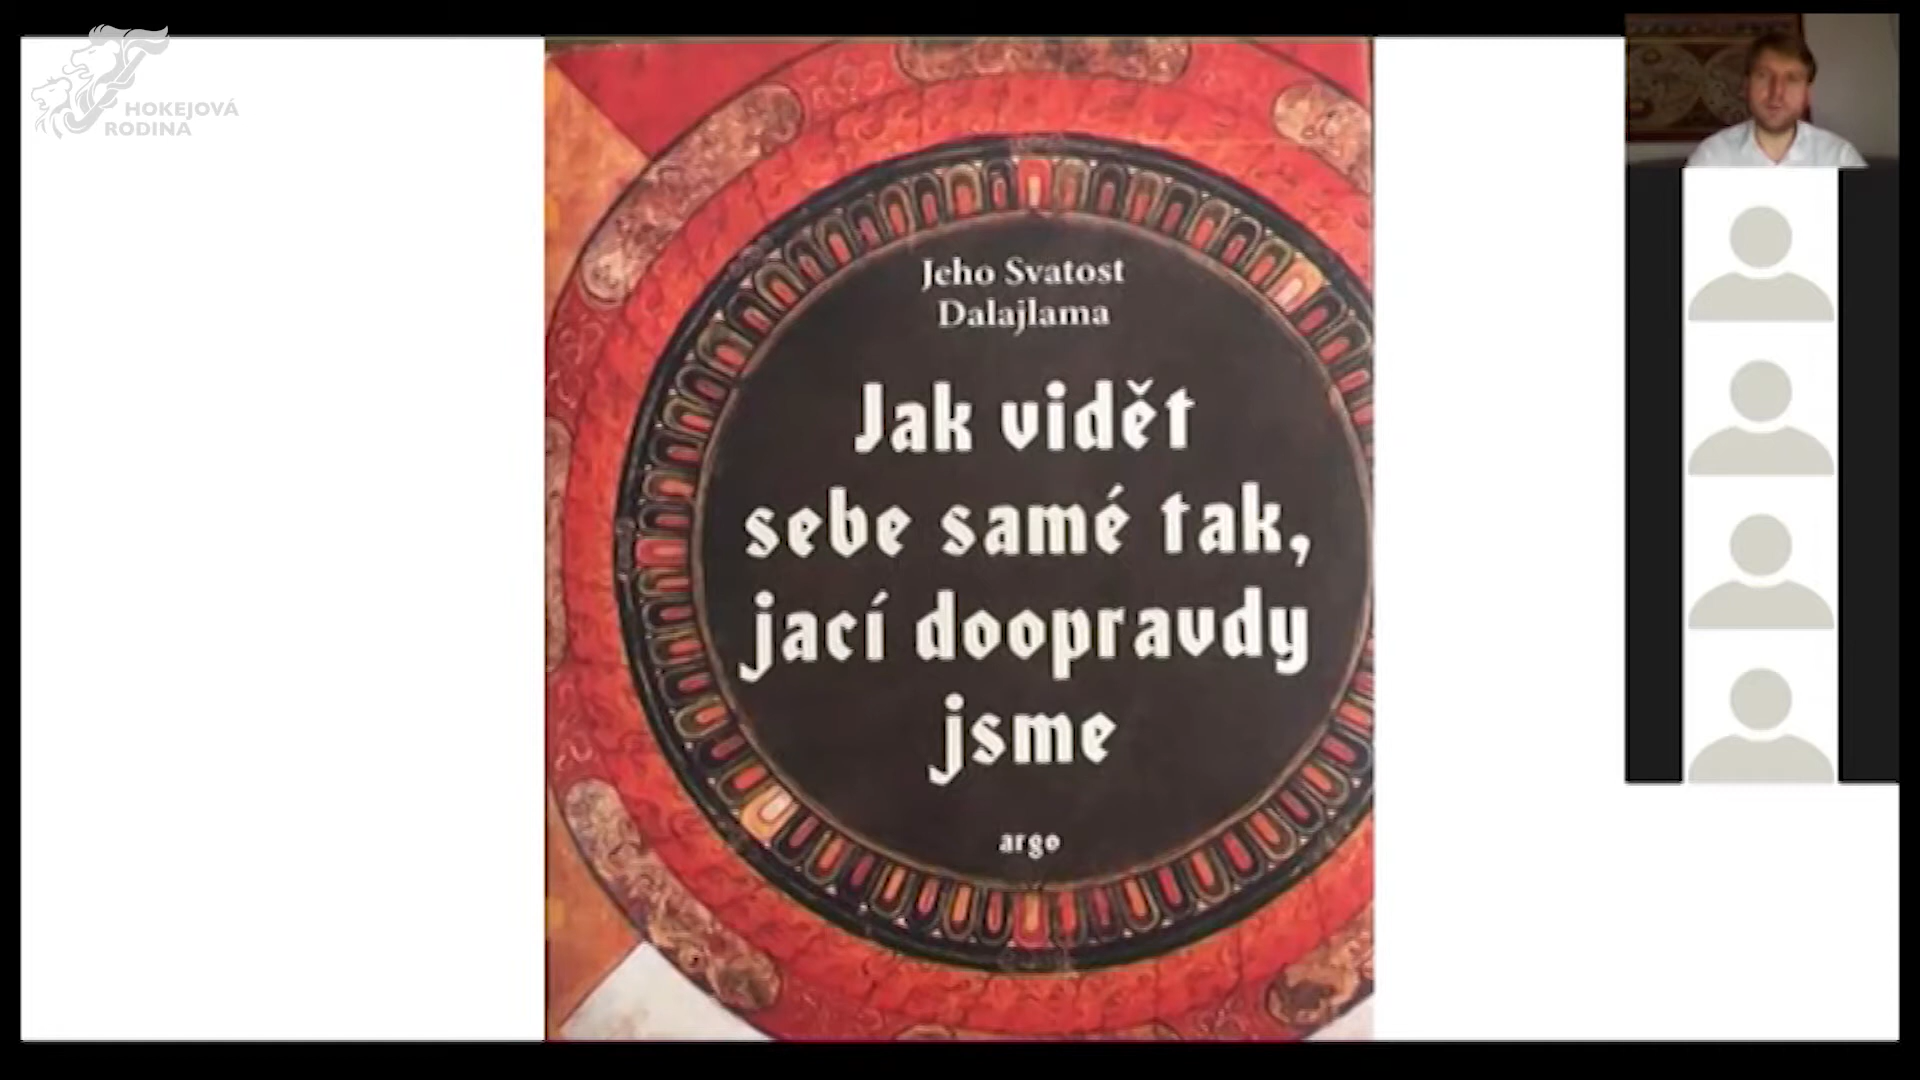 HOKEJOVÁ
RODINA
Jeho Svatost
Dalajlama
Jak vidět
sebe samé tak,
jací doopravdy
jsme
argo